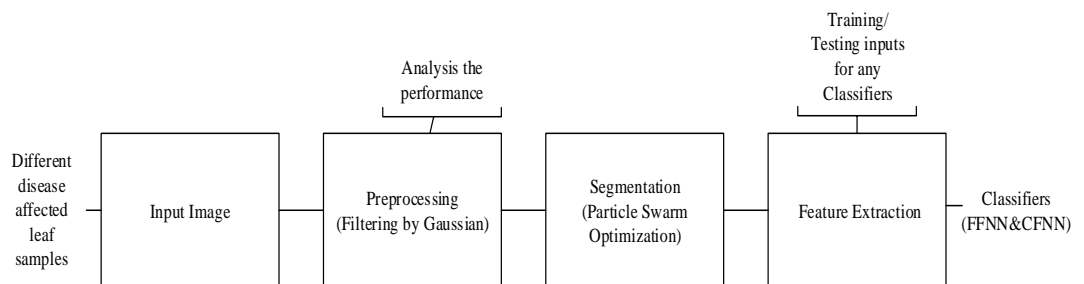 Different
disease
affected
leaf
samples
Input Image
Analysis the
performance
Preprocessing
(Filtering by Gaussian)
Segmentation
(Particle Swarm
Optimization)
Training/
Testing inputs
for any
Classifiers
Feature Extraction
Classifiers
(FFNN&CFNN)